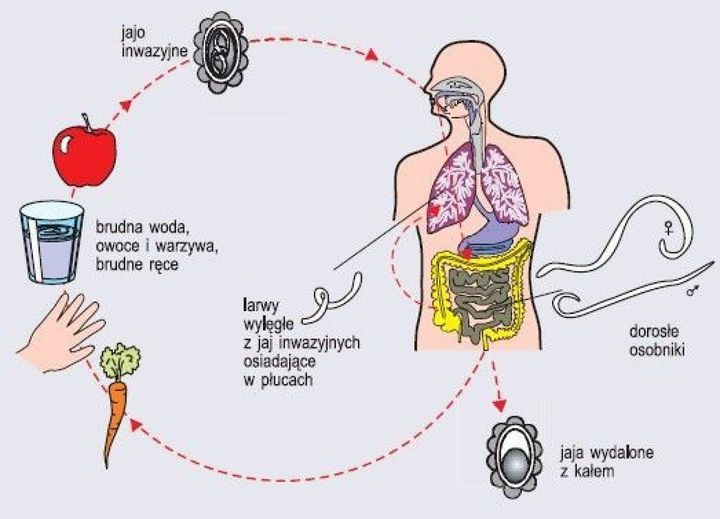 jajo
inwazyjne
brudna woda,
owoce i warzywa,
brudne ręce
larwy
wylęgłe
z jaj inwazyjnych
osiadające
w płucach
♀
♂
dorosłe
osobniki
jaja wydalone
z kałem